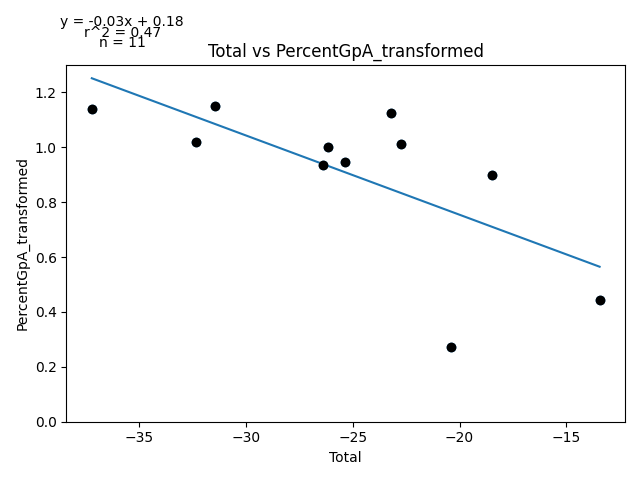 y = -0.03x + 0.18
r^2 = 0.47
n = 11
Total vs PercentGpA_transformed
PercentGpA_transformed
1.2
1.0
0.8
0.6
0.4
0.2
0.0
−35 −30 −25 −20 −15
Total